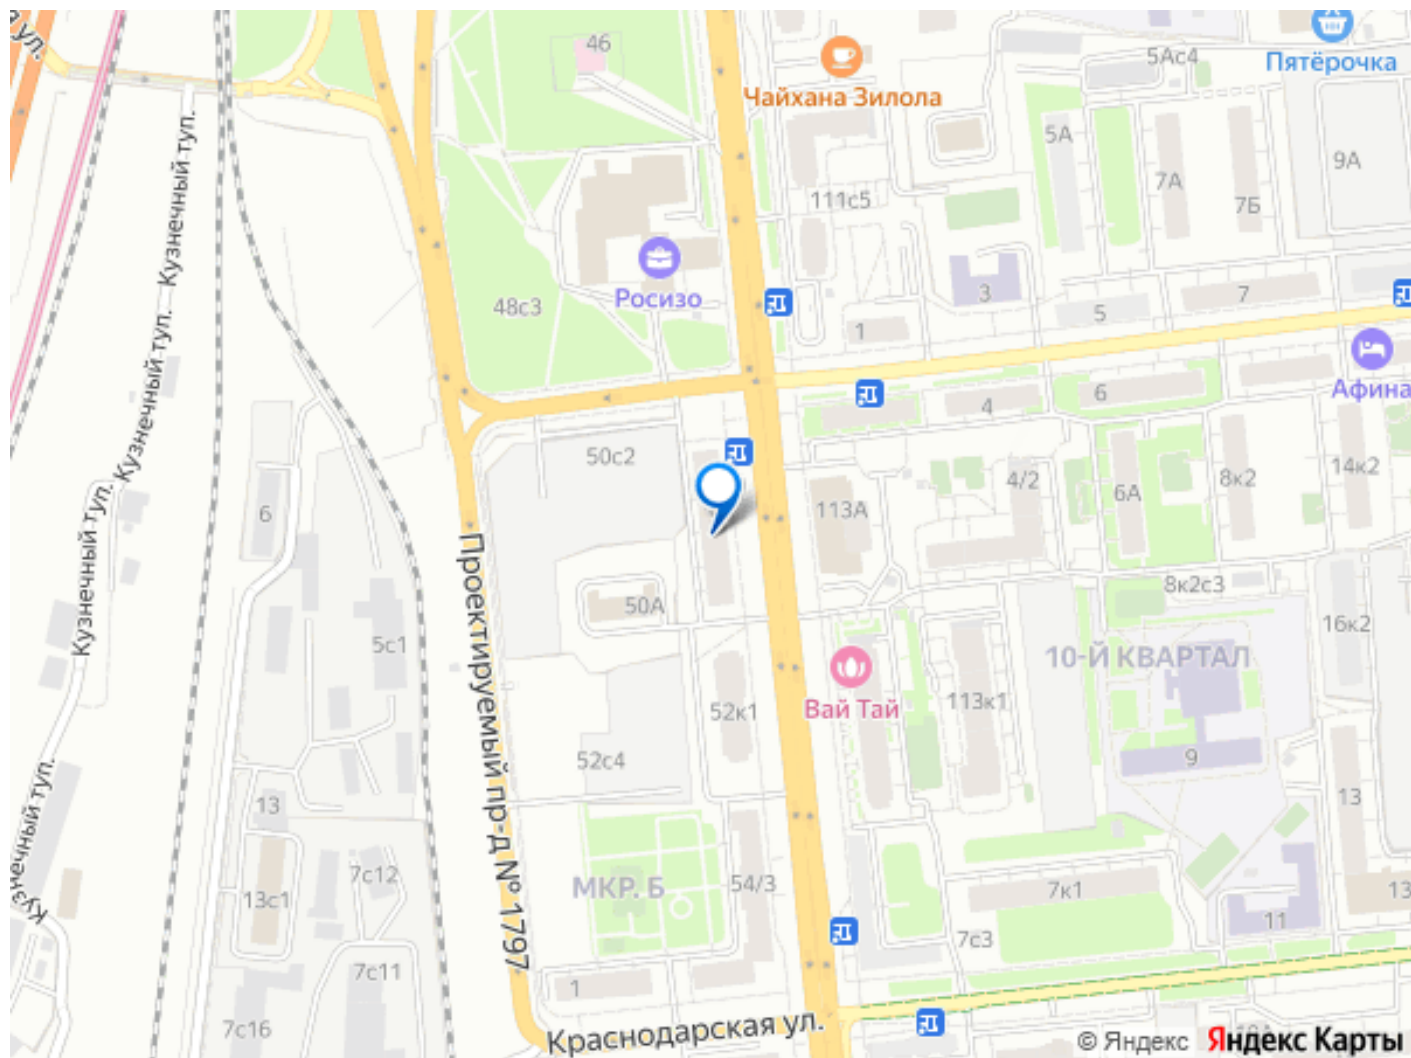 а ул.
46
5Ас4
Пятёрочка
Чайхана Зилола
Кузнечный туп.
5А
9А
7А
7Б
111с5
Кузнечный туп.
Росизо
48с3
3
7
5
1
Афина
6
4
50с2
Кузнечный туп.
14к2
8к2
4/2
6А
113А
6
Кузнечный туп.
Проектируемый пр-д № 1797
8к2с3
50А
16к2
5с1
10-Й КВАРТАЛ
Вай Тай
113к1
52к1
52с4
9
13
13
Кузнечный туп.
7с12
МКР. Б
54/3
7к1
13
13с1
11
7с3
7с11
1
7с16
Краснодарская ул.
© Яндекс Яндекс Карты